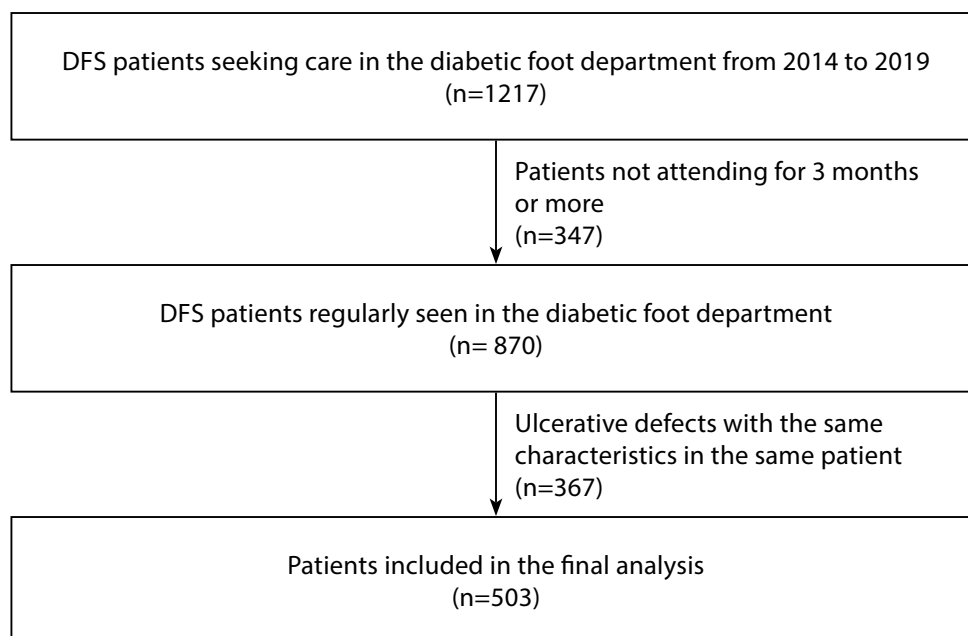 DFS patients seeking care in the diabetic foot department from 2014 to 2019
(n=1217)
Patients not attending for 3 months
or more
(n=347)
DFS patients regularly seen in the diabetic foot department
(n= 870)
Ulcerative defects with the same
characteristics in the same patient
(n=367)
Patients included in the final analysis
(n=503)